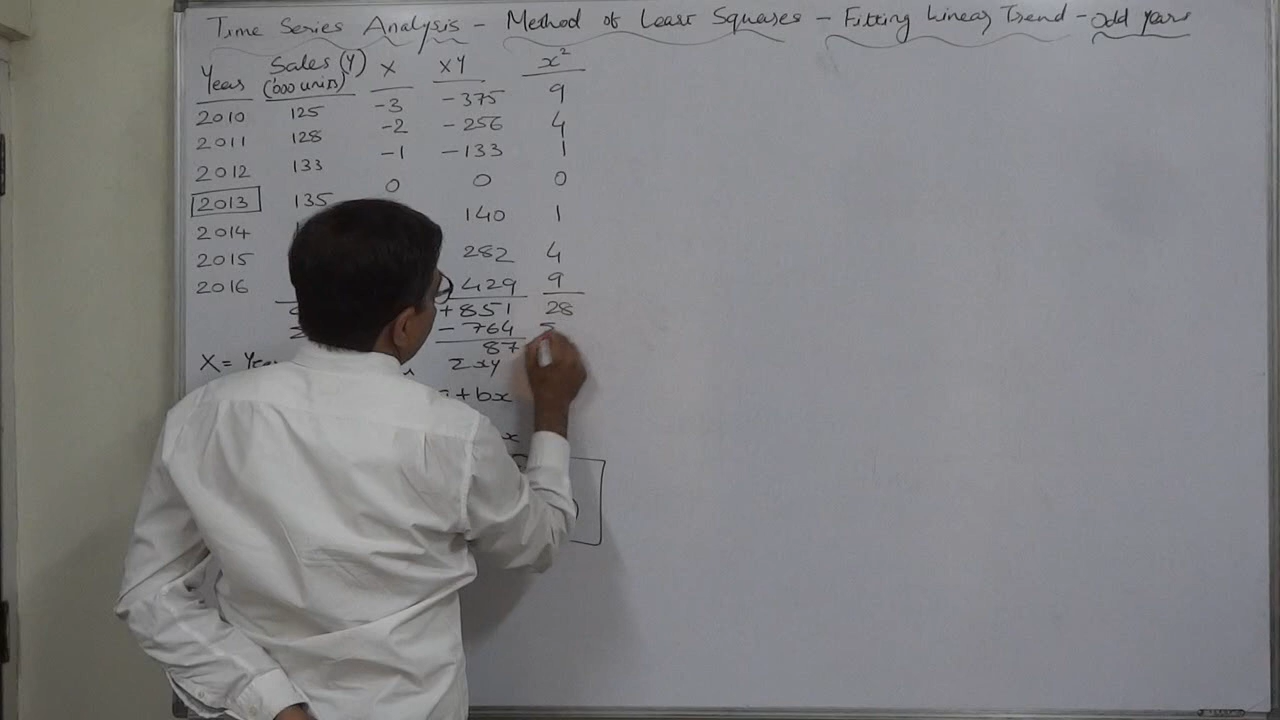 Time Series Analysis - Method of Least Squares - Fitting Linear Trend - odd years
Year Sales (Y) ('000 units) X XY x²
2010 125 -3 -375 9
2011 128 -2 -256 4
2012 133 -1 -133 1
2013 135 0 0 0
2014 140 1
2015 282 4
2016 429 9
+851 28
-764
87
X = Σxy
+ bx
x